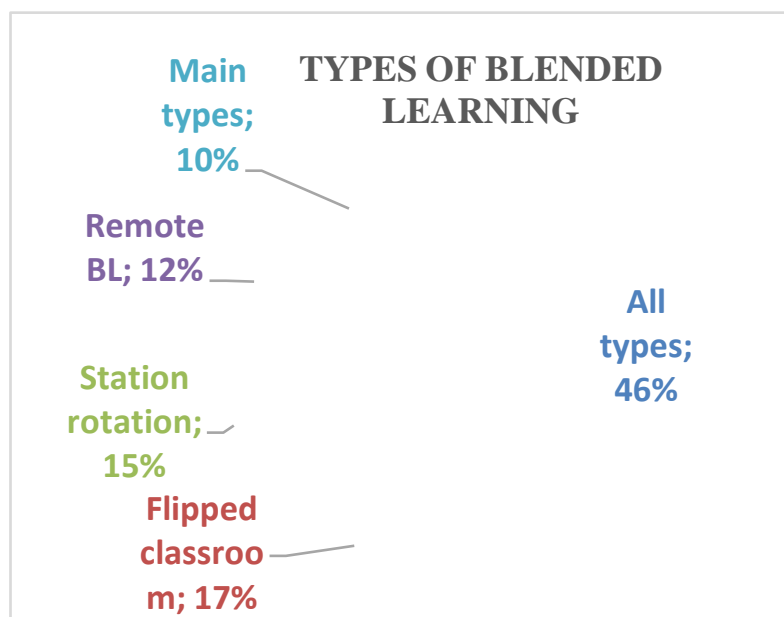 TYPES OF BLENDED
LEARNING
Main
types;
10%
Remote
BL; 12%
All
types;
46%
Station
rotation;
15%
Flipped
classroo
m; 17%